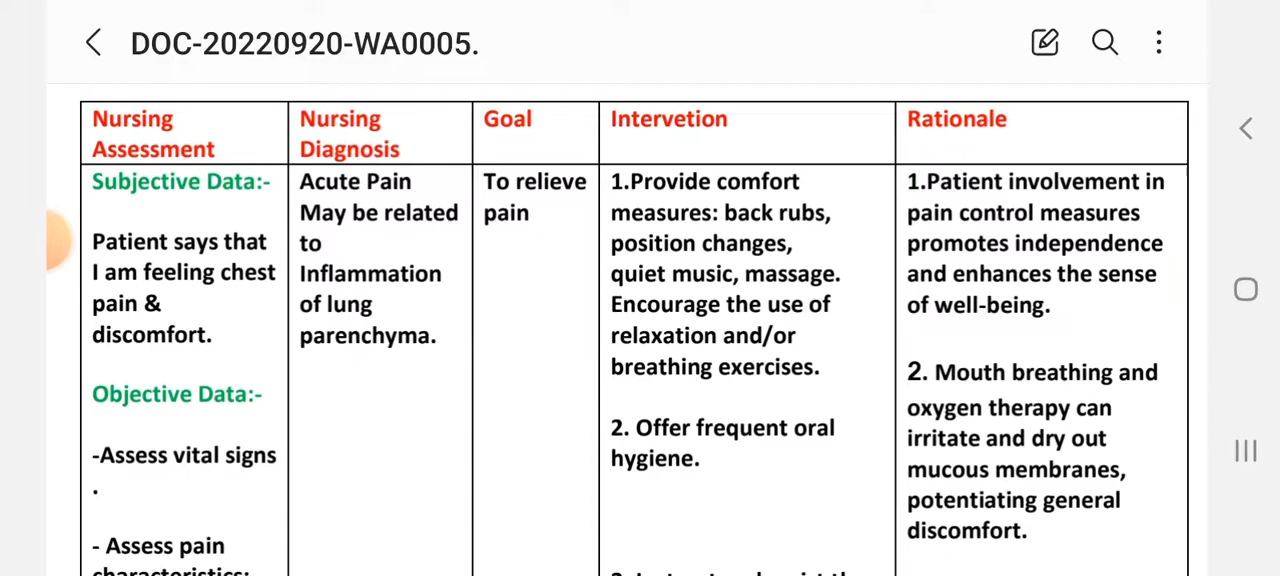 DOC-20220920-WA0005.
Nursing
Assessment
Nursing
Diagnosis
Goal
Intervetion
Rationale
Subjective Data:-
Patient says that
I am feeling chest
pain &
discomfort.
Objective Data:-
-Assess vital signs
.
- Assess pain
characteristics:
Acute Pain
May be related
to
Inflammation
of lung
parenchyma.
To relieve
pain
1.Provide comfort
measures: back rubs,
position changes,
quiet music, massage.
Encourage the use of
relaxation and/or
breathing exercises.
2. Offer frequent oral
hygiene.
1.Patient involvement in
pain control measures
promotes independence
and enhances the sense
of well-being.
2. Mouth breathing and
oxygen therapy can
irritate and dry out
mucous membranes,
potentiating general
discomfort.